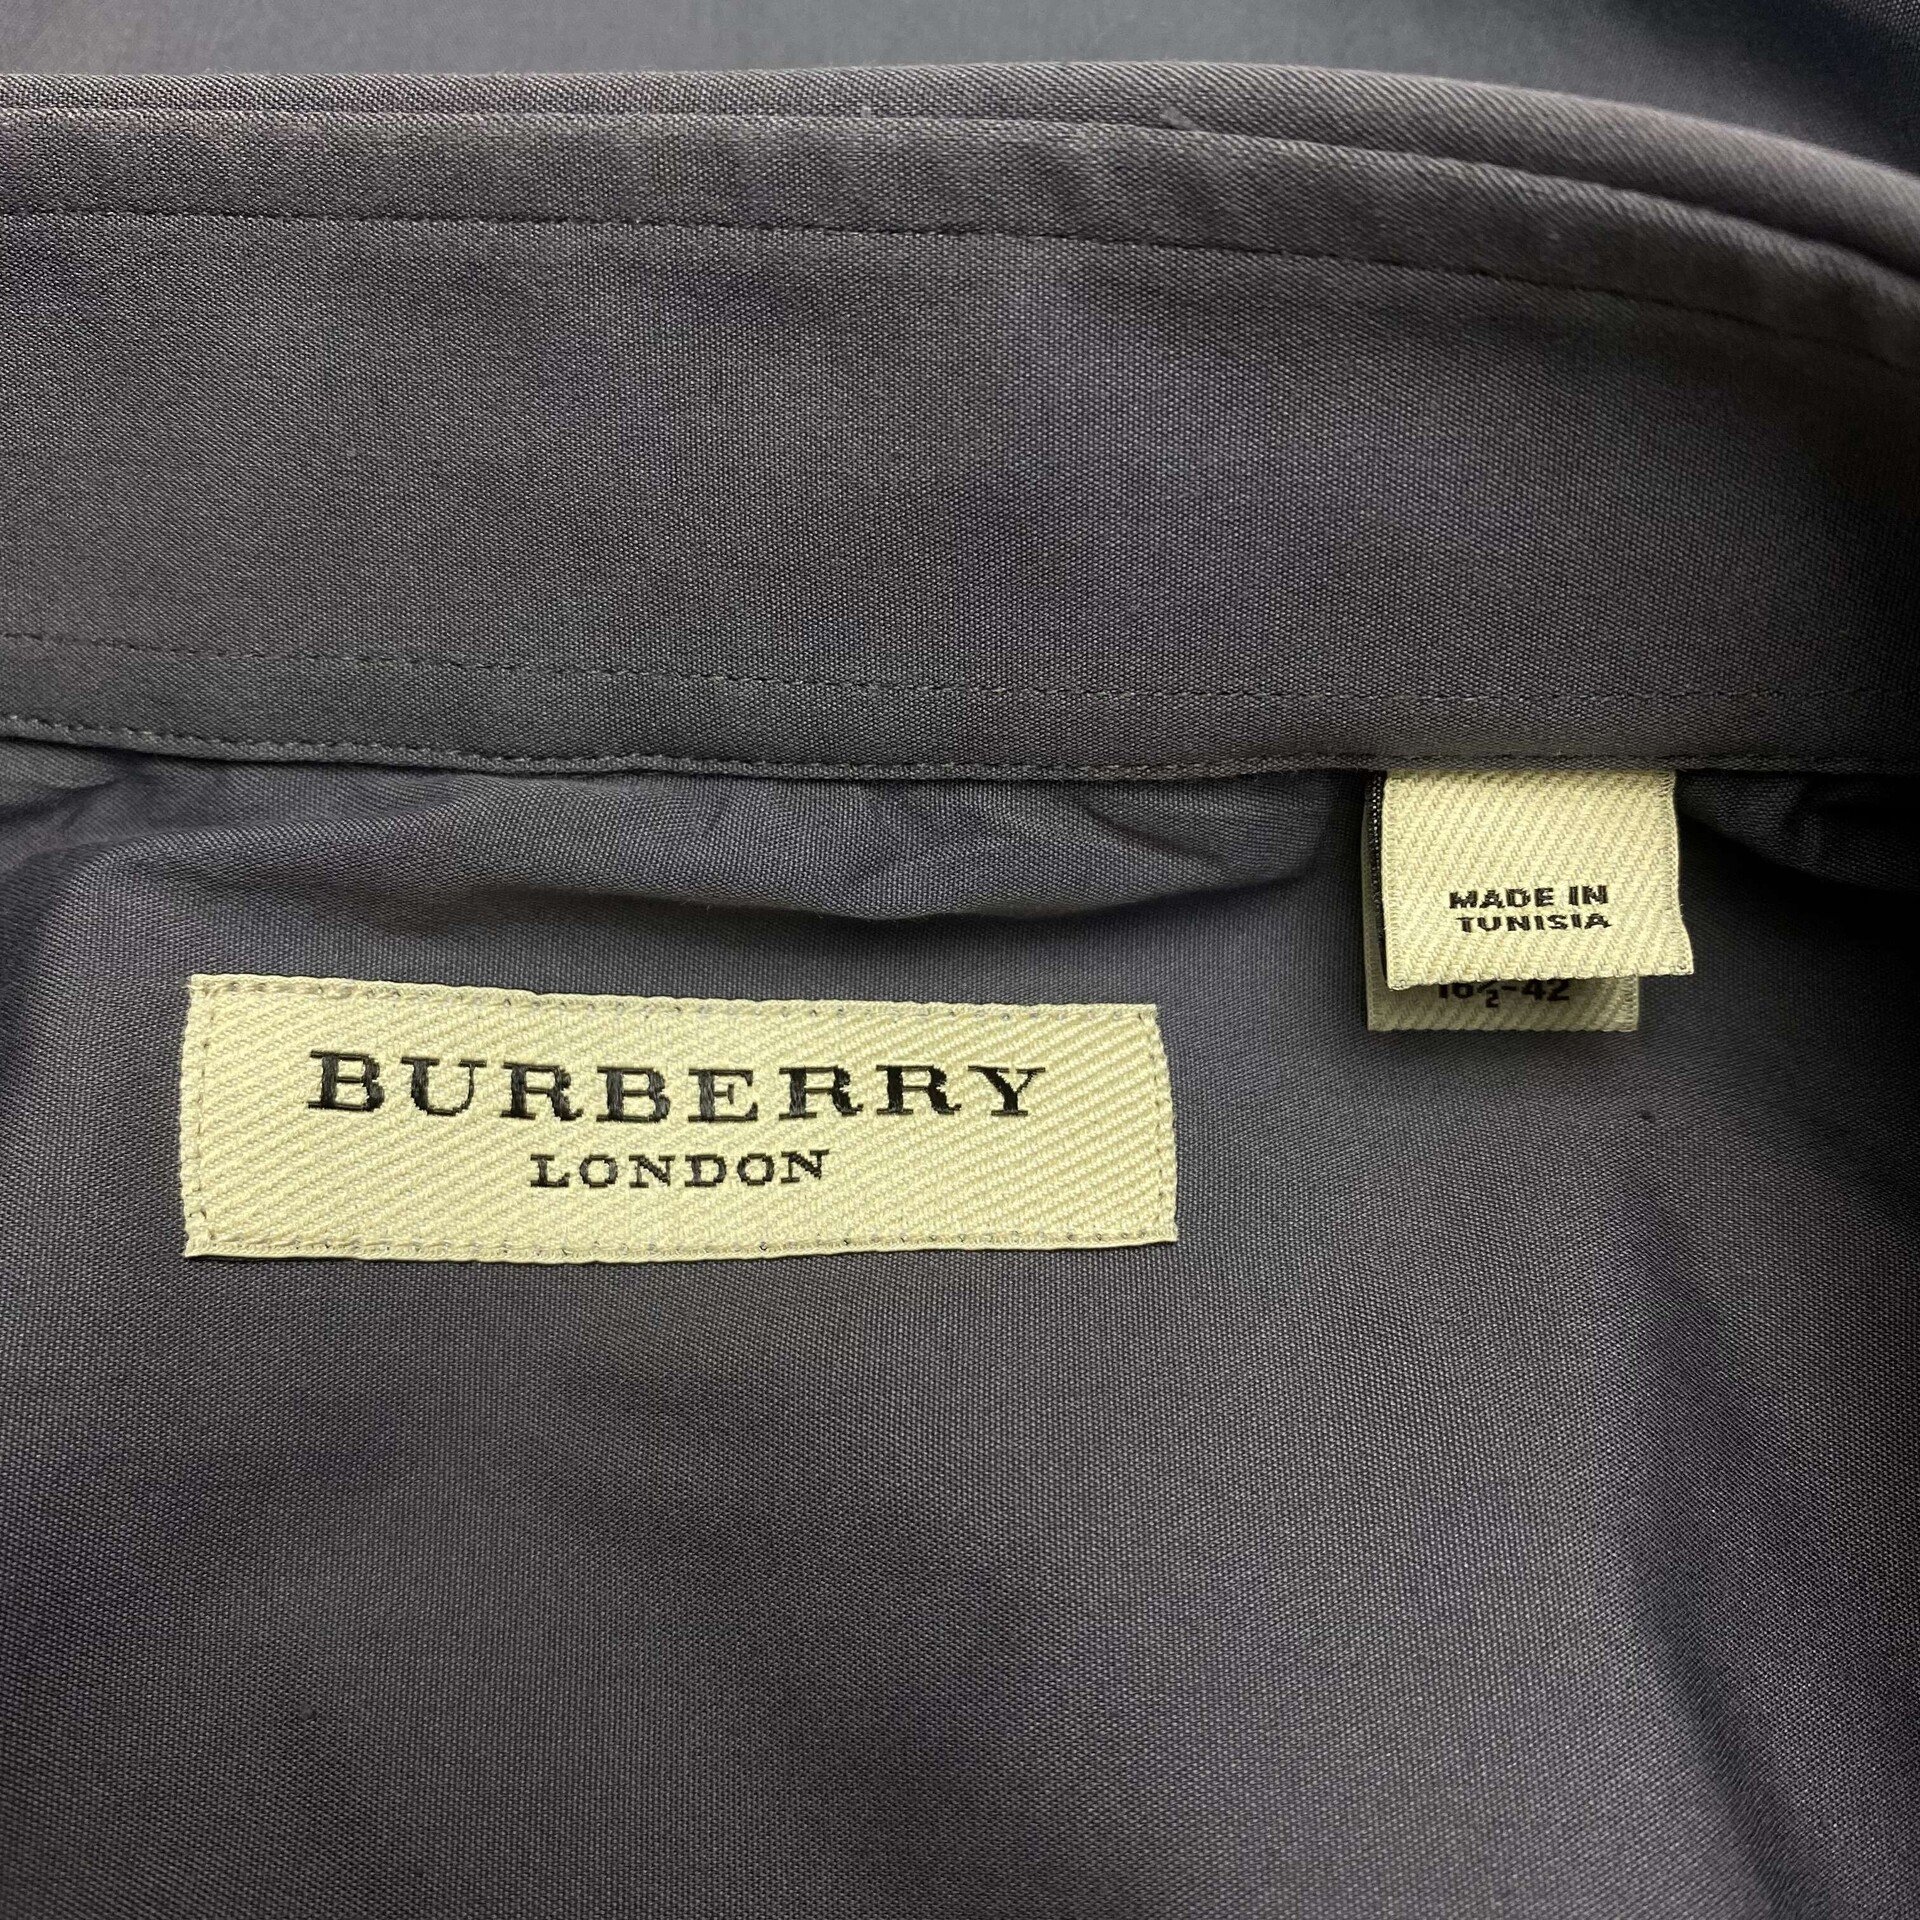 BURBERRY
LONDON
MADE IN
TUNISIA
16½-42